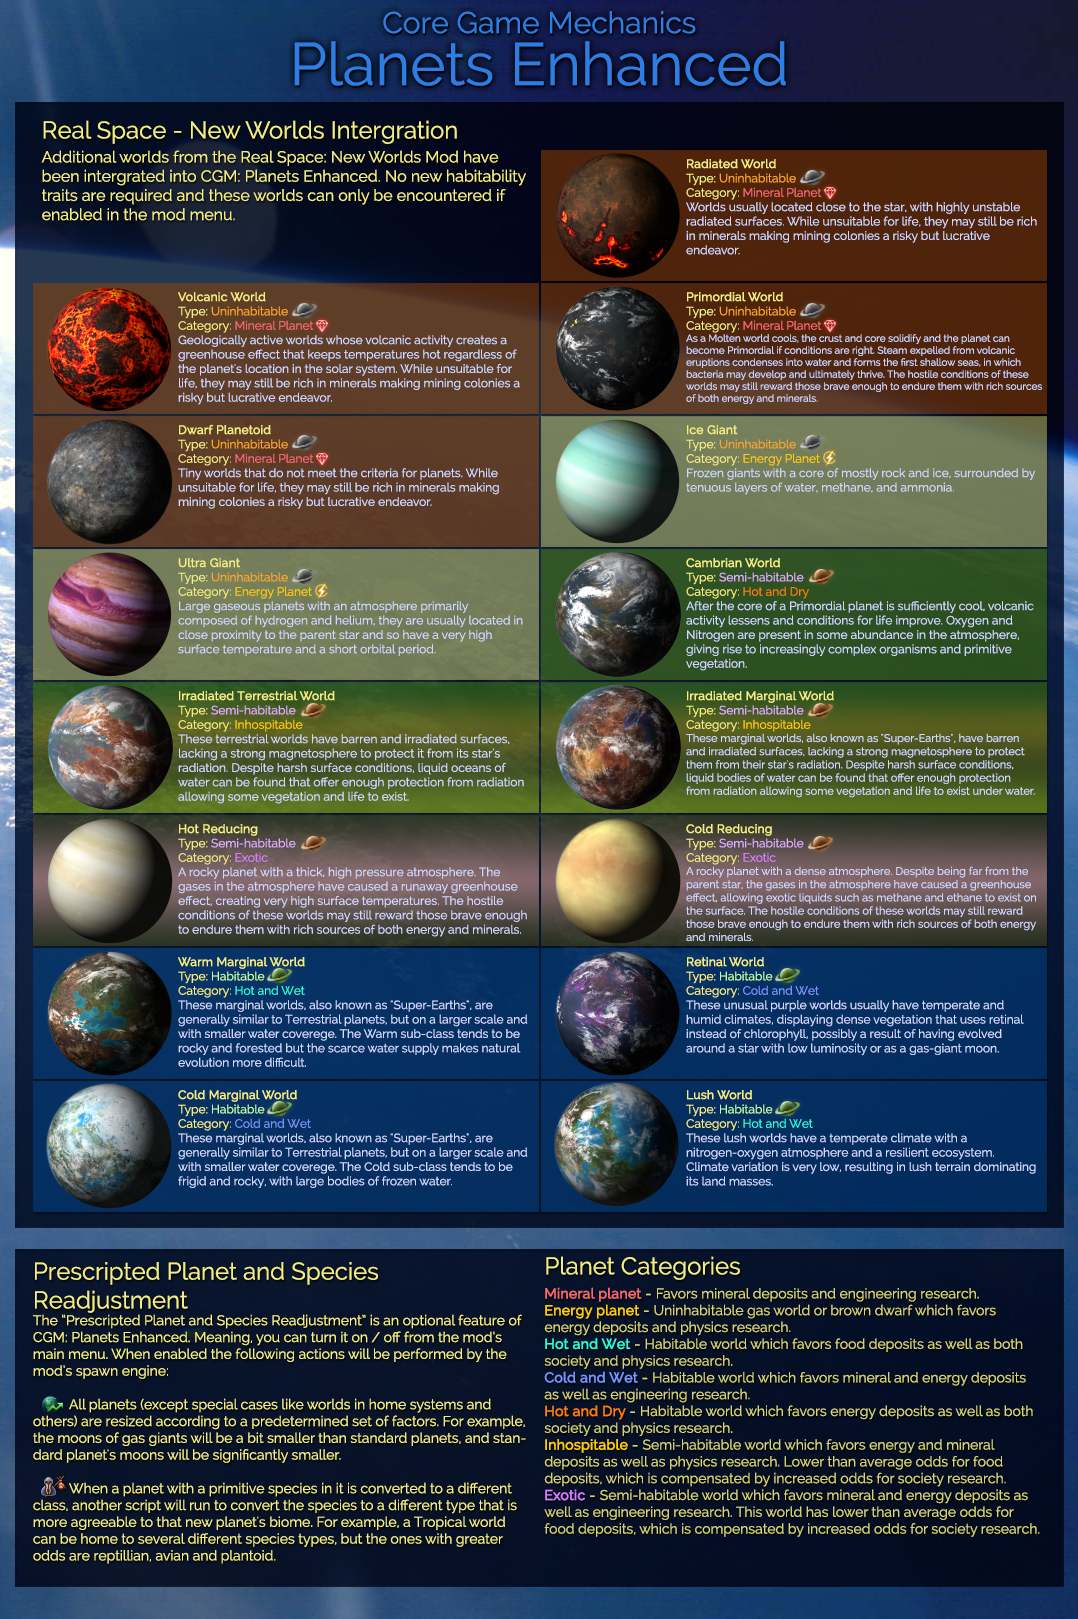 Core Game Mechanics
Planets Enhanced
Real Space - New Worlds Intergration
Additional worlds from the Real Space: New Worlds Mod have
been intergrated into CGM: Planets Enhanced. No new habitability
traits are required and these worlds can only be encountered if
enabled in the mod menu.
Radiated World
Type: Uninhabitable
Category: Mineral Planet
Worlds usually located close to the star, with highly unstable
radiated surfaces. While unsuitable for life, they may still be rich
in minerals making mining colonies a risky but lucrative
endeavor.
Volcanic World
Type: Uninhabitable
Category: Mineral Planet
Geologically active worlds whose volcanic activity creates a
greenhouse effect that keeps temperatures hot regardless of
the planet's location in the solar system. While unsuitable for
life, they may still be rich in minerals making mining colonies a
risky but lucrative endeavor.
Primordial World
Type: Uninhabitable
Category: Mineral Planet
As a Molten world cools, the crust and core solidify and the planet can
become Primordial if conditions are right. Steam expelled from volcanic
eruptions condenses into water and forms the first shallow seas, in which
bacteria may develop and ultimately thrive. The hostile conditions of these
worlds may still reward those brave enough to endure them with rich sources
of both energy and minerals.
Dwarf Planetoid
Type: Uninhabitable
Category: Mineral Planet
Tiny worlds that do not meet the criteria for planets. While
unsuitable for life, they may still be rich in minerals making
mining colonies a risky but lucrative endeavor.
Ice Giant
Type: Uninhabitable
Category: Energy Planet
Frozen giants with a core of mostly rock and ice, surrounded by
tenuous layers of water, methane, and ammonia.
Ultra Giant
Type: Uninhabitable
Category: Energy Planet
Large gaseous planets with an atmosphere primarily
composed of hydrogen and helium, they are usually located in
close proximity to the parent star and so have a very high
surface temperature and a short orbital period.
Cambrian World
Type: Semi-habitable
Category: Hot and Dry
After the core of a Primordial planet is sufficiently cool, volcanic
activity lessens and conditions for life improve. Oxygen and
Nitrogen are present in some abundance in the atmosphere,
giving rise to increasingly complex organisms and primitive
vegetation.
Irradiated Terrestrial World
Type: Semi-habitable
Category: Inhospitable
These terrestrial worlds have barren and irradiated surfaces,
lacking a strong magnetosphere to protect it from its star's
radiation. Despite harsh surface conditions, liquid oceans of
water can be found that offer enough protection from radiation
allowing some vegetation and life to exist.
Irradiated Marginal World
Type: Semi-habitable
Category: Inhospitable
These marginal worlds, also known as "Super-Earths", have barren
and irradiated surfaces, lacking a strong magnetosphere to protect
them from their star's radiation. Despite harsh surface conditions,
liquid bodies of water can be found that offer enough protection
from radiation allowing some vegetation and life to exist under water.
Hot Reducing
Type: Semi-habitable
Category: Exotic
A rocky planet with a thick, high pressure atmosphere. The
gases in the atmosphere have caused a runaway greenhouse
effect, creating very high surface temperatures. The hostile
conditions of these worlds may still reward those brave enough
to endure them with rich sources of both energy and minerals.
Cold Reducing
Type: Semi-habitable
Category: Exotic
A rocky planet with a dense atmosphere. Despite being far from the
parent star, the gases in the atmosphere have caused a greenhouse
effect, allowing exotic liquids such as methane and ethane to exist on
the surface. The hostile conditions of these worlds may still reward
those brave enough to endure them with rich sources of both energy
and minerals.
Warm Marginal World
Type: Habitable
Category: Hot and Wet
These marginal worlds, also known as "Super-Earths", are
generally similar to Terrestrial planets, but on a larger scale and
with smaller water coverege. The Warm sub-class tends to be
rocky and forested but the scarce water supply makes natural
evolution more difficult.
Retinal World
Type: Habitable
Category: Cold and Wet
These unusual purple worlds usually have temperate and
humid climates, displaying dense vegetation that uses retinal
instead of chlorophyll, possibly a result of having evolved
around a star with low luminosity or as a gas-giant moon.
Cold Marginal World
Type: Habitable
Category: Cold and Wet
These marginal worlds, also known as "Super-Earths", are
generally similar to Terrestrial planets, but on a larger scale and
with smaller water coverege. The Cold sub-class tends to be
frigid and rocky, with large bodies of frozen water.
Lush World
Type: Habitable
Category: Hot and Wet
These lush worlds have a temperate climate with a
nitrogen-oxygen atmosphere and a resilient ecosystem.
Climate variation is very low, resulting in lush terrain dominating
its land masses.
Prescripted Planet and Species
Readjustment
The "Prescripted Planet and Species Readjustment" is an optional feature of
CGM: Planets Enhanced. Meaning, you can turn it on / off from the mod's
main menu. When enabled the following actions will be performed by the
mod's spawn engine:
All planets (except special cases like worlds in home systems and
others) are resized according to a predetermined set of factors. For example,
the moons of gas giants will be a bit smaller than standard planets, and stan-
dard planet's moons will be significantly smaller.
When a planet with a primitive species in it is converted to a different
class, another script will run to convert the species to a different type that is
more agreeable to that new planet's biome. For example, a Tropical world
can be home to several different species types, but the ones with greater
odds are reptillian, avian and plantoid.
Planet Categories
Mineral planet - Favors mineral deposits and engineering research.
Energy planet - Uninhabitable gas world or brown dwarf which favors
energy deposits and physics research.
Hot and Wet - Habitable world which favors food deposits as well as both
society and physics research.
Cold and Wet - Habitable world which favors mineral and energy deposits
as well as engineering research.
Hot and Dry - Habitable world which favors energy deposits as well as both
society and physics research.
Inhospitable - Semi-habitable world which favors energy and mineral
deposits as well as physics research. Lower than average odds for food
deposits, which is compensated by increased odds for society research.
Exotic - Semi-habitable world which favors mineral and energy deposits as
well as engineering research. This world has lower than average odds for
food deposits, which is compensated by increased odds for society research.